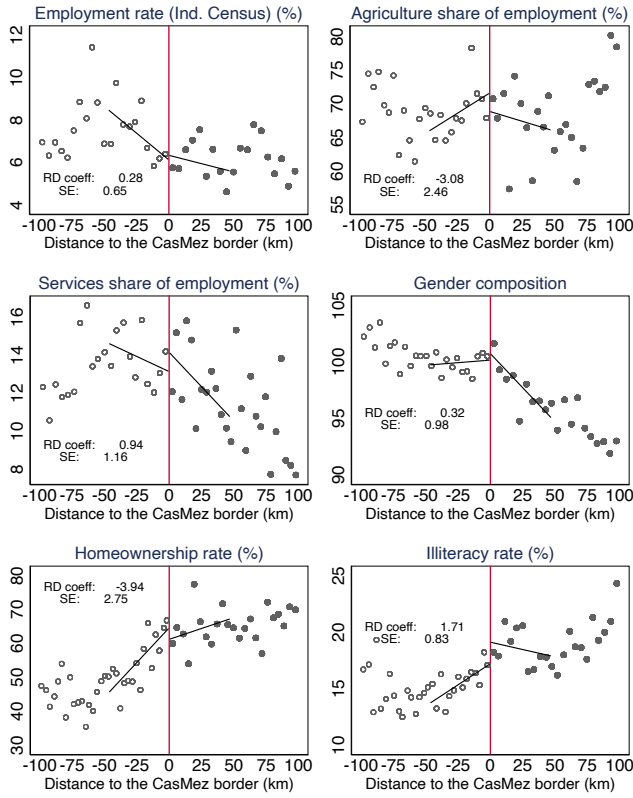 Employment rate (Ind. Census) (%)
12
10
8
6
4
RD coeff: 0.28
SE: 0.65
-100 -75 -50 -25 0 25 50 75 100
Distance to the CasMez border (km)
Agriculture share of employment (%)
80
75
70
65
60
55
RD coeff: -3.08
SE: 2.46
-100 -75 -50 -25 0 25 50 75 100
Distance to the CasMez border (km)
Services share of employment (%)
16
14
12
10
8
RD coeff: 0.94
SE: 1.16
-100 -75 -50 -25 0 25 50 75 100
Distance to the CasMez border (km)
Gender composition
105
100
95
90
RD coeff: 0.32
SE: 0.98
-100 -75 -50 -25 0 25 50 75 100
Distance to the CasMez border (km)
Homeownership rate (%)
80
70
60
50
40
30
RD coeff: -3.94
SE: 2.75
-100 -75 -50 -25 0 25 50 75 100
Distance to the CasMez border (km)
Illiteracy rate (%)
25
20
15
10
RD coeff: 1.71
SE: 0.83
-100 -75 -50 -25 0 25 50 75 100
Distance to the CasMez border (km)